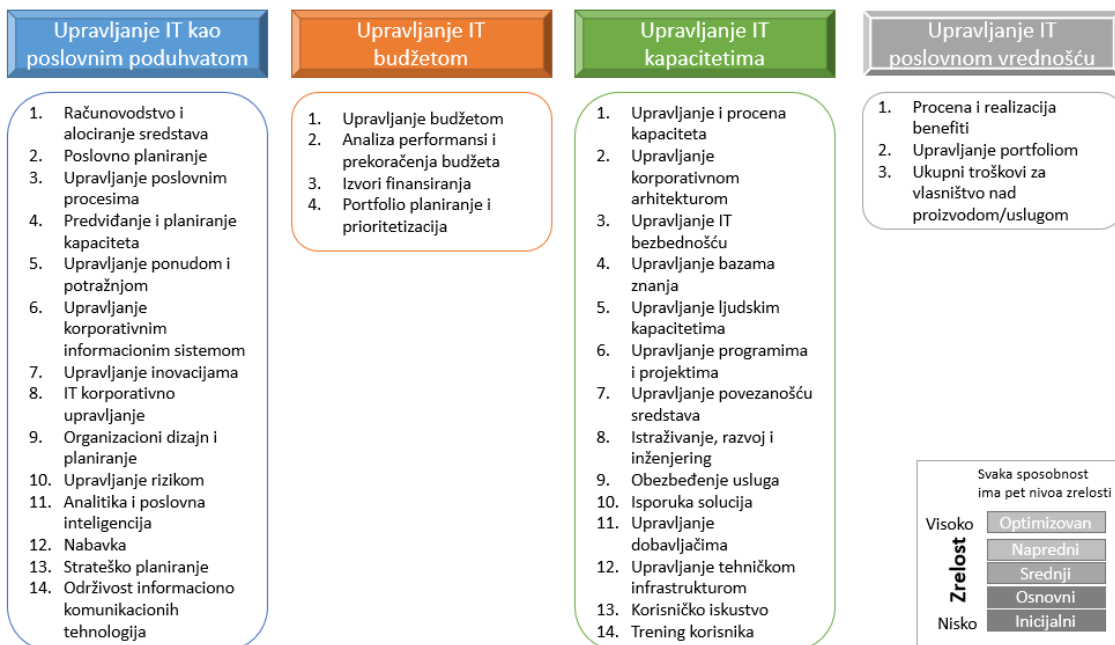 Upravljanje IT kao
poslovnim poduhvatom
1. Računovodstvo i
alociranje sredstava
2. Poslovno planiranje
3. Upravljanje poslovnim
procesima
4. Predviđanje i planiranje
kapaciteta
5. Upravljanje ponudom i
potražnjom
6. Upravljanje
korporativnim
informacionim sistemom
7. Upravljanje inovacijama
8. IT korporativno
upravljanje
9. Organizacioni dizajn i
planiranje
10. Upravljanje rizikom
11. Analitika i poslovna
inteligencija
12. Nabavka
13. Strateško planiranje
14. Održivost informaciono
komunikacionih
tehnologija
Upravljanje IT
budžetom
1. Upravljanje budžetom
2. Analiza performansi i
prekoračenja budžeta
3. Izvori finansiranja
4. Portfolio planiranje i
prioritetizacija
Upravljanje IT
kapacitetima
1. Upravljanje i procena
kapaciteta
2. Upravljanje
korporativnom
arhitekturom
3. Upravljanje IT
bezbednošću
4. Upravljanje bazama
znanja
5. Upravljanje ljudskim
kapacitetima
6. Upravljanje programima
i projektima
7. Upravljanje povezanošću
sredstava
8. Istraživanje, razvoj i
inženjering
9. Obezbeđenje usluga
10. Isporuka solucija
11. Upravljanje
dobavljačima
12. Upravljanje tehničkom
infrastrukturom
13. Korisničko iskustvo
14. Trening korisnika
Upravljanje IT
poslovnom vrednošću
1. Procena i realizacija
benefiti
2. Upravljanje portfoliom
3. Ukupni troškovi za
vlasništvo nad
proizvodom/uslugom
Svaka sposobnost
ima pet nivoa zrelosti
Visoko
Zrelost
Nisko
Optimizovan
Napredni
Srednji
Osnovni
Inicijalni